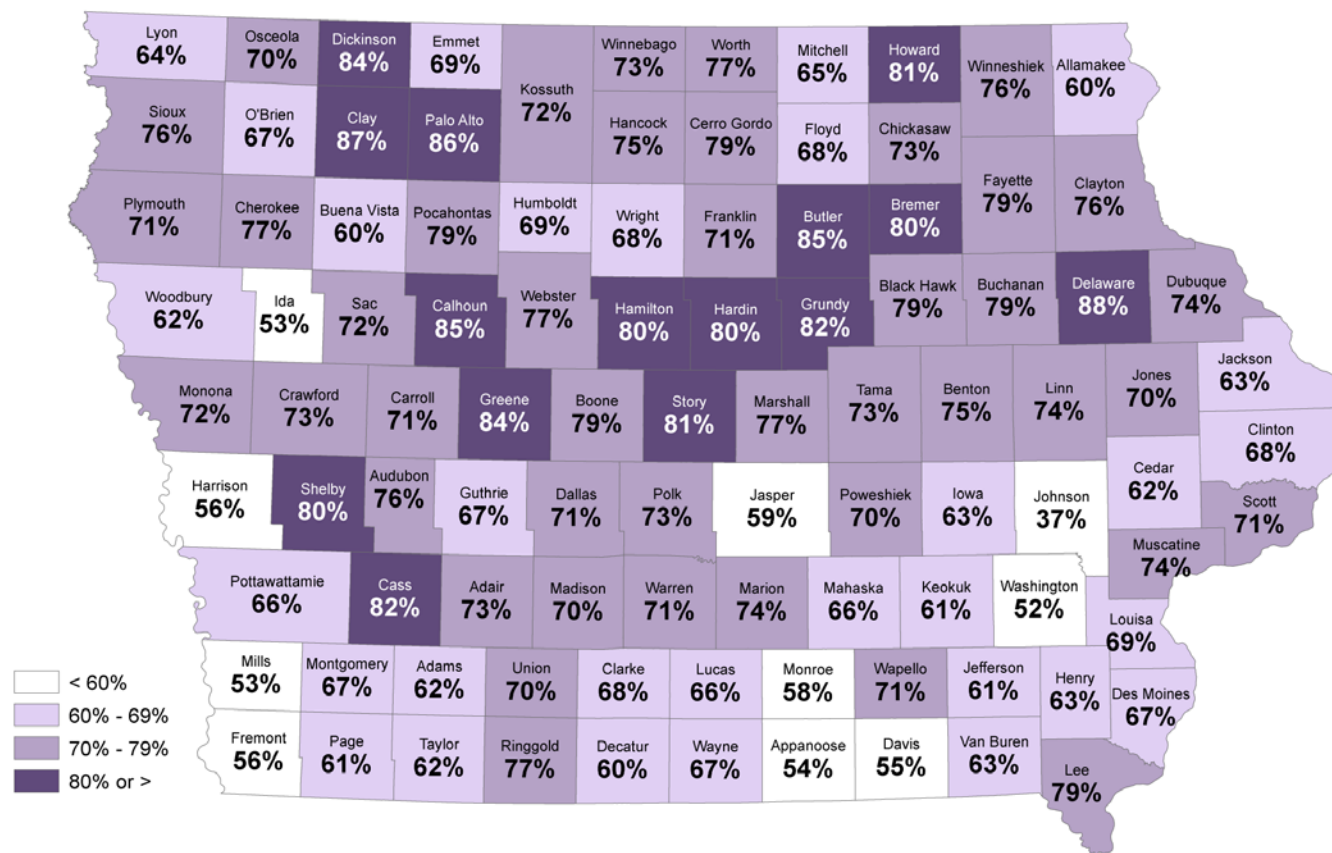 Lyon
64%
Osceola
70%
Dickinson
84%
Emmet
69%
Kossuth
72%
Winnebago
73%
Worth
77%
Mitchell
65%
Howard
81%
Winneshiek
76%
Allamakee
60%
Sioux
76%
O'Brien
67%
Clay
87%
Palo Alto
86%
Hancock
75%
Cerro Gordo
79%
Floyd
68%
Chickasaw
73%
Plymouth
71%
Cherokee
77%
Buena Vista
60%
Pocahontas
79%
Humboldt
69%
Wright
68%
Franklin
71%
Butler
85%
Bremer
80%
Fayette
79%
Clayton
76%
Woodbury
62%
Ida
53%
Sac
72%
Calhoun
85%
Webster
77%
Hamilton
80%
Hardin
80%
Grundy
82%
Black Hawk
79%
Buchanan
79%
Delaware
88%
Dubuque
74%
Monona
72%
Crawford
73%
Carroll
71%
Greene
84%
Boone
79%
Story
81%
Marshall
77%
Tama
73%
Benton
75%
Linn
74%
Jones
70%
Jackson
63%
Clinton
68%
Harrison
56%
Shelby
80%
Audubon
76%
Guthrie
67%
Dallas
71%
Polk
73%
Jasper
59%
Poweshiek
70%
Iowa
63%
Johnson
37%
Cedar
62%
Scott
71%
Muscatine
74%
Pottawattamie
66%
Cass
82%
Adair
73%
Madison
70%
Warren
71%
Marion
74%
Mahaska
66%
Keokuk
61%
Washington
52%
Louisa
69%
Mills
53%
Montgomery
67%
Adams
62%
Union
70%
Clarke
68%
Lucas
66%
Monroe
58%
Wapello
71%
Jefferson
61%
Henry
63%
Des Moines
67%
Fremont
56%
Page
61%
Taylor
62%
Ringgold
77%
Decatur
60%
Wayne
67%
Appanoose
54%
Davis
55%
Van Buren
63%
Lee
79%
< 60%
60% - 69%
70% - 79%
80% or >